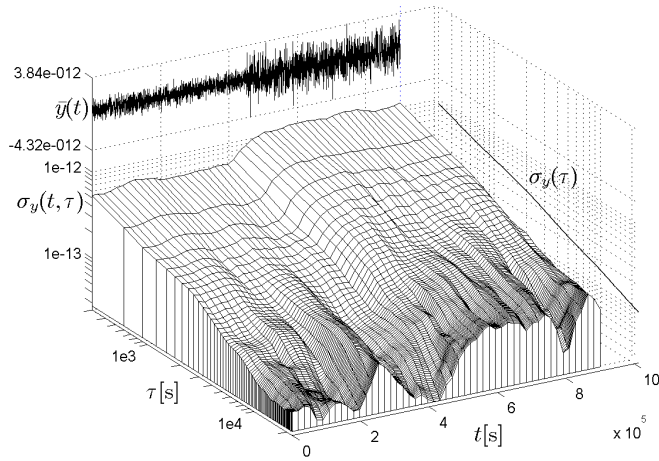 3.84e-012
ȳ(t)
-4.32e-012
1e-12
σ_y(t, τ)
σ_y(τ)
1e-13
1e3
τ[s]
1e4
0
2
4
6
8
10
t[s]
x 10^5